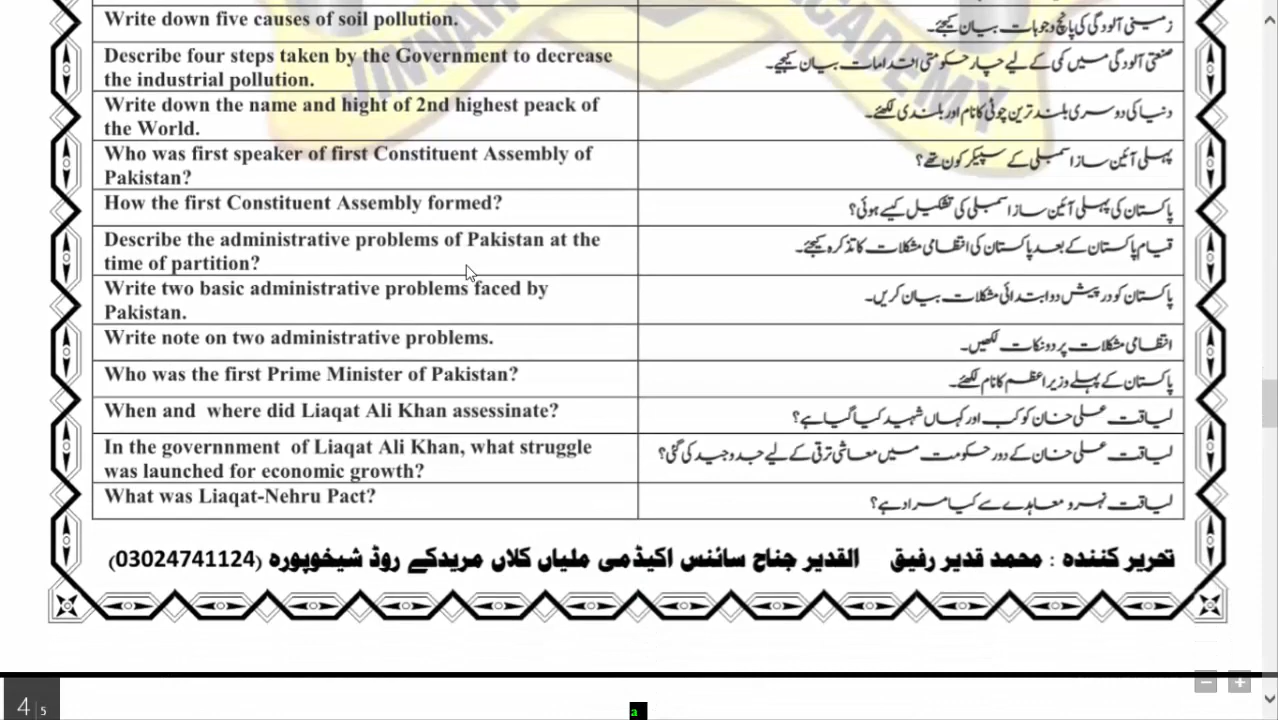 Write down five causes of soil pollution.
زمینی آلودگی کی پانچ وجوہات بیان کیجئے۔
Describe four steps taken by the Government to decrease
the industrial pollution.
صنعتی آلودگی میں کمی کے لیے چار حکومتی اقدامات بیان کیجیے۔
Write down the name and hight of 2nd highest peack of
the World.
دنیا کی دوسری بلند ترین چوٹی کا نام اور بلندی لکھئے۔
Who was first speaker of first Constituent Assembly of
Pakistan?
پہلی آئین ساز اسمبلی کے سپیکر کون تھے؟
How the first Constituent Assembly formed?
پاکستان کی پہلی آئین ساز اسمبلی کی تشکیل کیسے ہوئی؟
Describe the administrative problems of Pakistan at the
time of partition?
قیام پاکستان کے بعد پاکستان کی انتظامی مشکلات کا تذکرہ کیجئے۔
Write two basic administrative problems faced by
Pakistan.
پاکستان کو درپیش دو ابتدائی مشکلات بیان کریں۔
Write note on two administrative problems.
انتظامی مشکلات پر دو نکات لکھیں۔
Who was the first Prime Minister of Pakistan?
پاکستان کے پہلے وزیراعظم کا نام لکھئے۔
When and where did Liaqat Ali Khan assessinate?
لیاقت علی خان کو کب اور کہاں شہید کیا گیا ہے؟
In the governnment of Liaqat Ali Khan, what struggle
was launched for economic growth?
لیاقت علی خان کے دور حکومت میں معاشی ترقی کے لیے جدوجہد کی گئی؟
What was Liaqat-Nehru Pact?
لیاقت نہرو معاہدے سے کیا مراد ہے؟
تحریر کنندہ : محمد قدیر رفیق القدیر جناح سائنس اکیڈمی ملیاں کلاں مریدکے روڈ شیخوپورہ (03024741124)
JINNAH
ACADEMY
4|5
a